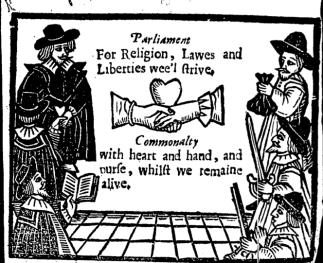 Parliament
For Religion, Lawes and
Liberties wee'l ſtrive,
Commonalty
with heart and hand, and
purſe, whilſt we remaine
alive,